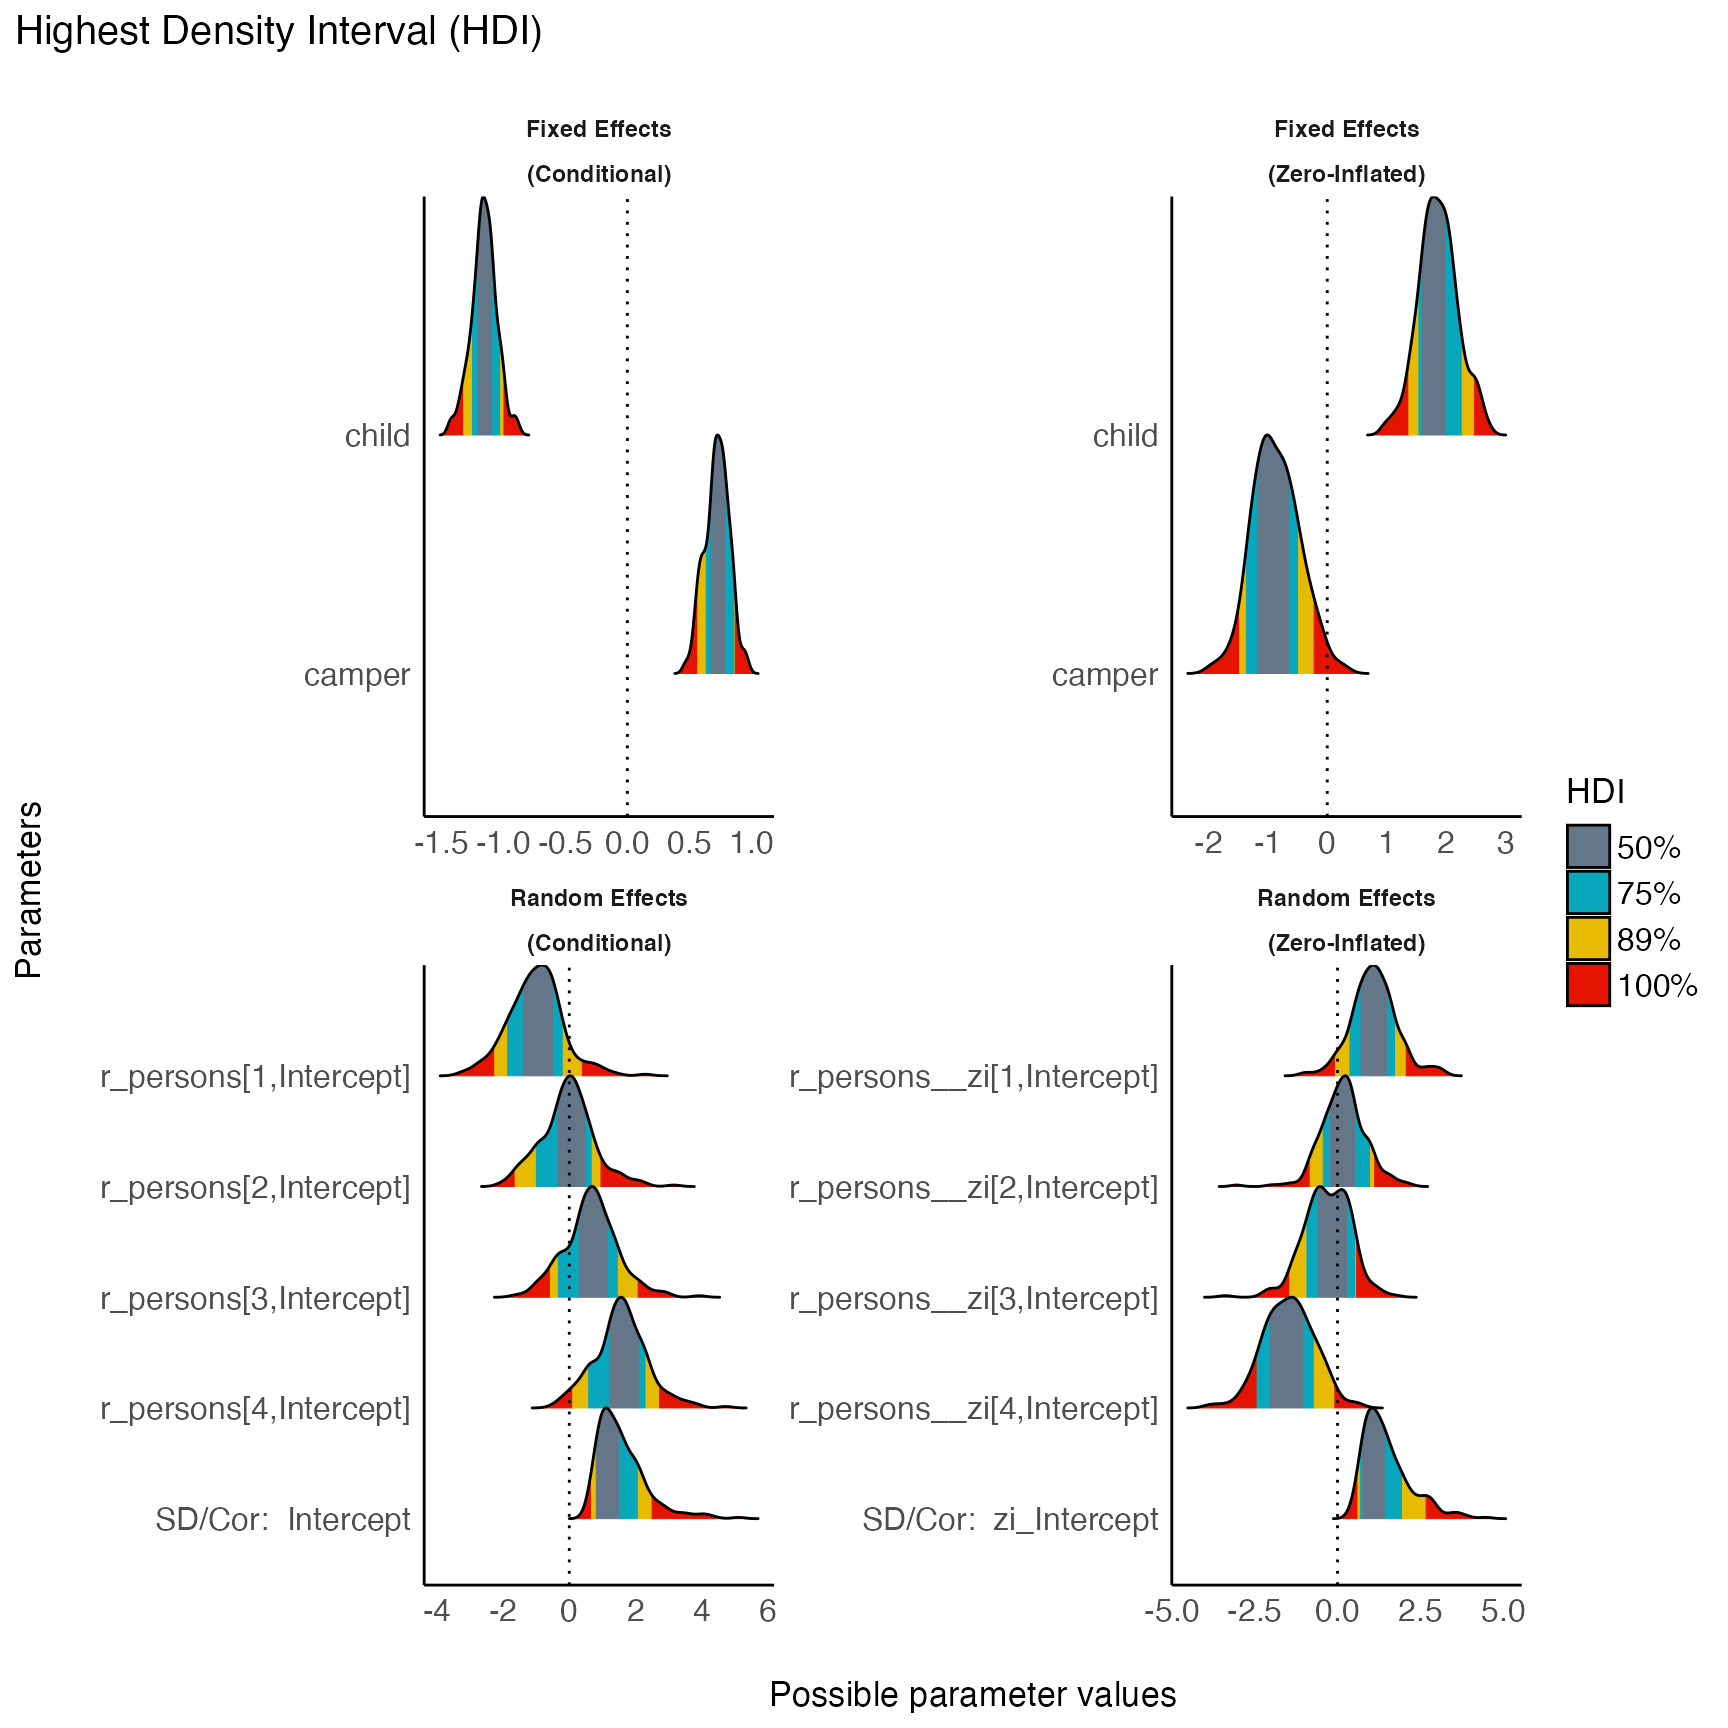 Highest Density Interval (HDI)
Fixed Effects
(Conditional)
child
camper
-1.5 -1.0 -0.5 0.0 0.5 1.0
Fixed Effects
(Zero-Inflated)
child
camper
-2 -1 0 1 2 3
Random Effects
(Conditional)
r_persons[1,Intercept]
r_persons[2,Intercept]
r_persons[3,Intercept]
r_persons[4,Intercept]
SD/Cor:  Intercept
-4 -2 0 2 4 6
Random Effects
(Zero-Inflated)
r_persons__zi[1,Intercept]
r_persons__zi[2,Intercept]
r_persons__zi[3,Intercept]
r_persons__zi[4,Intercept]
SD/Cor:  zi_Intercept
-5.0 -2.5 0.0 2.5 5.0
Parameters
Possible parameter values
HDI
50%
75%
89%
100%